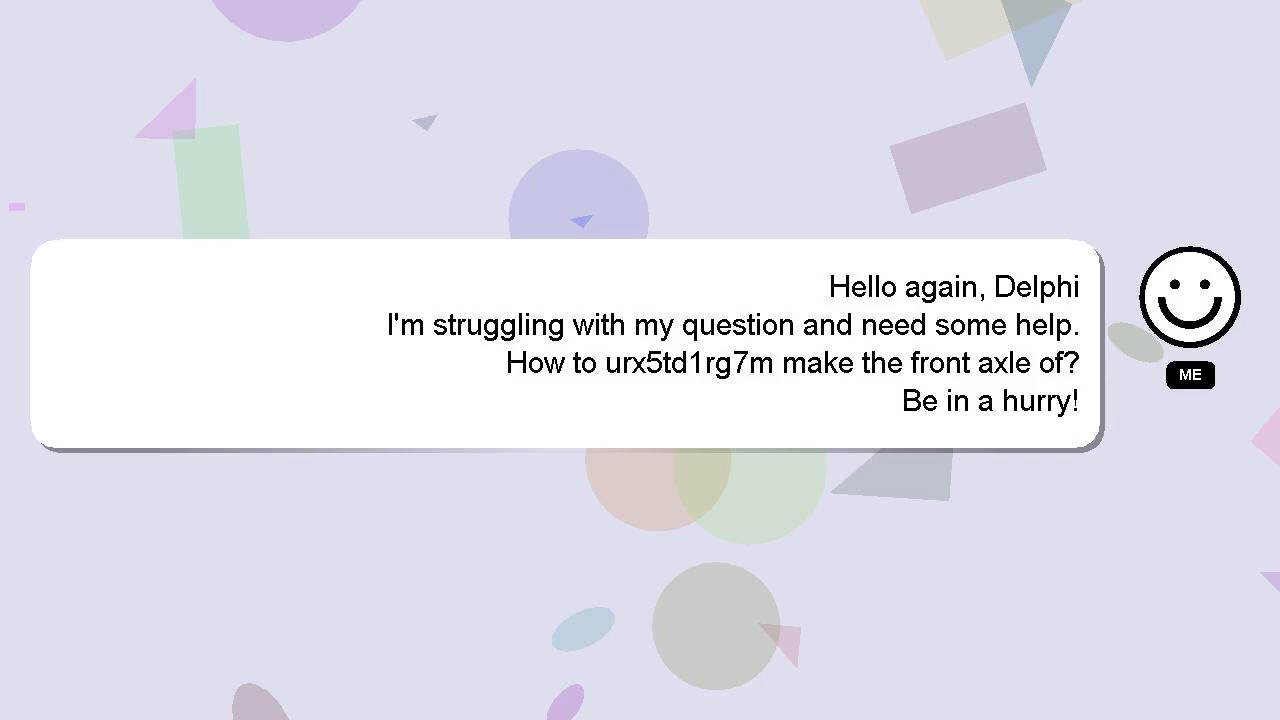 Hello again, Delphi
I'm struggling with my question and need some help.
How to urx5td1rg7m make the front axle of?
Be in a hurry!
ME